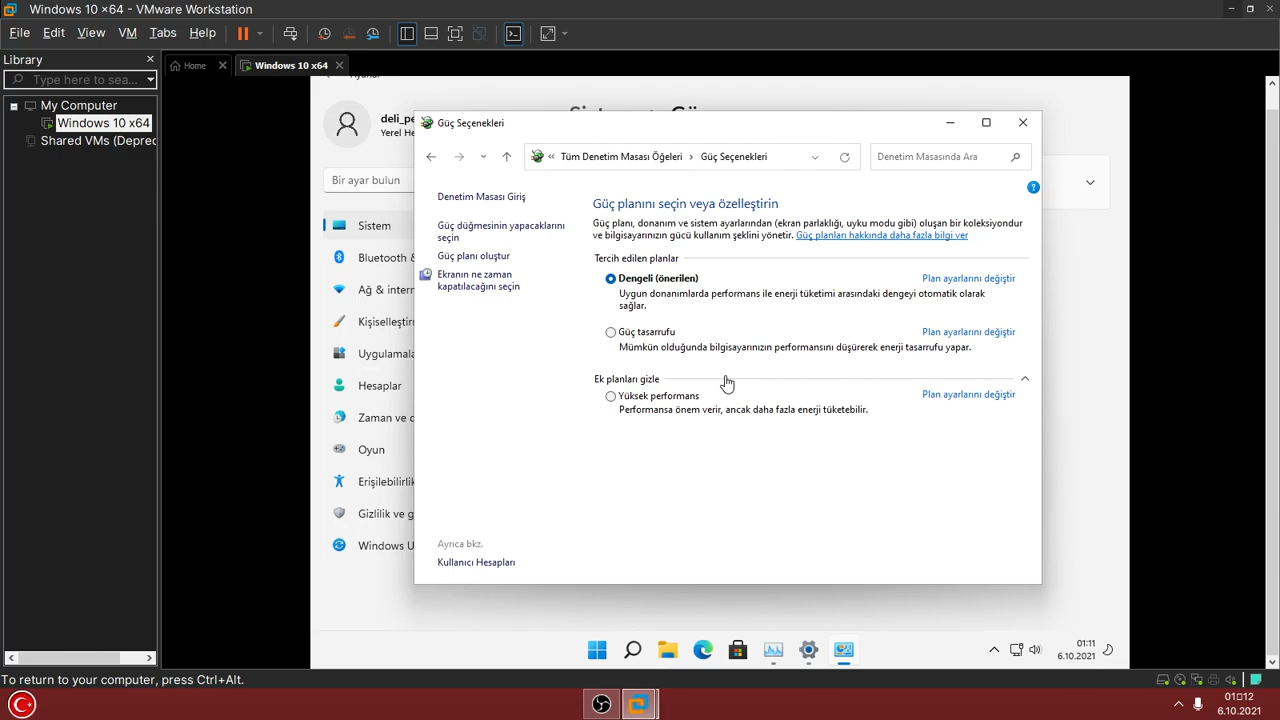 Windows 10 ×64 - VMware Workstation
File Edit View VM Tabs Help
Library
Type here to sea...
My Computer
Windows 10 x64
Shared VMs (Deprec
Home
Windows 10 x64
deli_pe
Yerel He
Bir ayar bulun
Sistem
Bluetooth &
Ağ & intern
Kişiselleştirr
Uygulamala
Hesaplar
Zaman ve d
Oyun
Erişilebilirlik
Gizlilik ve g
Windows U
Güç Seçenekleri
« Tüm Denetim Masası Öğeleri › Güç Seçenekleri
Denetim Masasında Ara
Denetim Masası Giriş
Güç düğmesinin yapacaklarını
seçin
Güç planı oluştur
Ekranın ne zaman
kapatılacağını seçin
Ayrıca bkz.
Kullanıcı Hesapları
Güç planını seçin veya özelleştirin
Güç planı, donanım ve sistem ayarlarından (ekran parlaklığı, uyku modu gibi) oluşan bir koleksiyondur
ve bilgisayarınızın gücü kullanım şeklini yönetir. Güç planları hakkında daha fazla bilgi ver
Tercih edilen planlar
Dengeli (önerilen) Plan ayarlarını değiştir
Uygun donanımlarda performans ile enerji tüketimi arasındaki dengeyi otomatik olarak
sağlar.
Güç tasarrufu Plan ayarlarını değiştir
Mümkün olduğunda bilgisayarınızın performansını düşürerek enerji tasarrufu yapar.
Ek planları gizle
Yüksek performans Plan ayarlarını değiştir
Performansa önem verir, ancak daha fazla enerji tüketebilir.
01:11
6.10.2021
To return to your computer, press Ctrl+Alt.
01▯12
6.10.2021